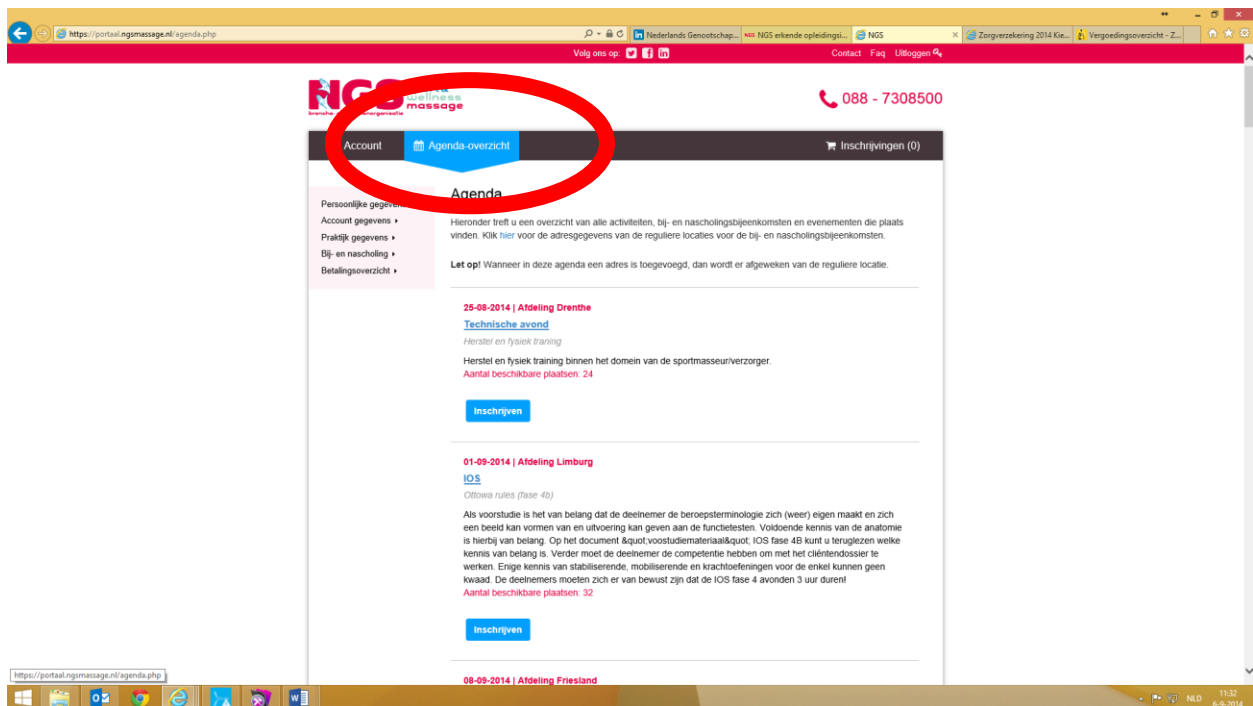 https://portaal.ngsmassage.nl/agenda.php
Nederlands Genootschap...
NGS NGS erkende opleidingsi...
NGS
Zorgverzekering 2014 Kie...
Vergoedingsoverzicht - Z...
Volg ons op:
Contact Faq Uitloggen
NGS
wellness
massage
088 - 7308500
Account
Agenda-overzicht
Inschrijvingen (0)
Persoonlijke
Account gegevens
Praktijk gegevens
Bij- en nascholing
Betalingsoverzicht
Agenda
Hieronder treft u een overzicht van alle activiteiten, bij- en nascholingsbijeenkomsten en evenementen die plaats
vinden. Klik hier voor de adresgegevens van de reguliere locaties voor de bij- en nascholingsbijeenkomsten.
Let op! Wanneer in deze agenda een adres is toegevoegd, dan wordt er afgeweken van de reguliere locatie.
25-08-2014 | Afdeling Drenthe
Technische avond
Herstel en fysiek traning
Herstel en fysiek training binnen het domein van de sportmasseur/verzorger.
Aantal beschikbare plaatsen: 24
Inschrijven
01-09-2014 | Afdeling Limburg
IOS
Ottowa rules (fase 4b)
Als voorstudie is het van belang dat de deelnemer de beroepsterminologie zich (weer) eigen maakt en zich
een beeld kan vormen van en uitvoering kan geven aan de functietesten. Voldoende kennis van de anatomie
is hierbij van belang. Op het document &quot;voostudiemateriaal&quot; IOS fase 4B kunt u teruglezen welke
kennis van belang is. Verder moet de deelnemer de competentie hebben om met het cliëntendossier te
werken. Enige kennis van stabiliserende, mobiliserende en krachtoefeningen voor de enkel kunnen geen
kwaad. De deelnemers moeten zich er van bewust zijn dat de IOS fase 4 avonden 3 uur duren!
Aantal beschikbare plaatsen: 32
Inschrijven
08-09-2014 | Afdeling Friesland
https://portaal.ngsmassage.nl/agenda.php
NLD
11:32
6-9-2014